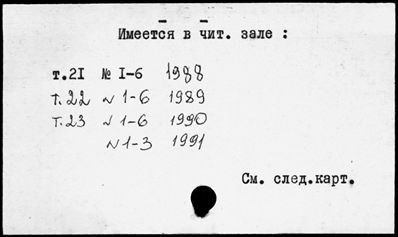 Имеется в чит. зале :
т.2I № I-6 1988
т.22 № 1-6 1989
т.23 № 1-6 1990
№ 1-3 1991
См. след.карт.